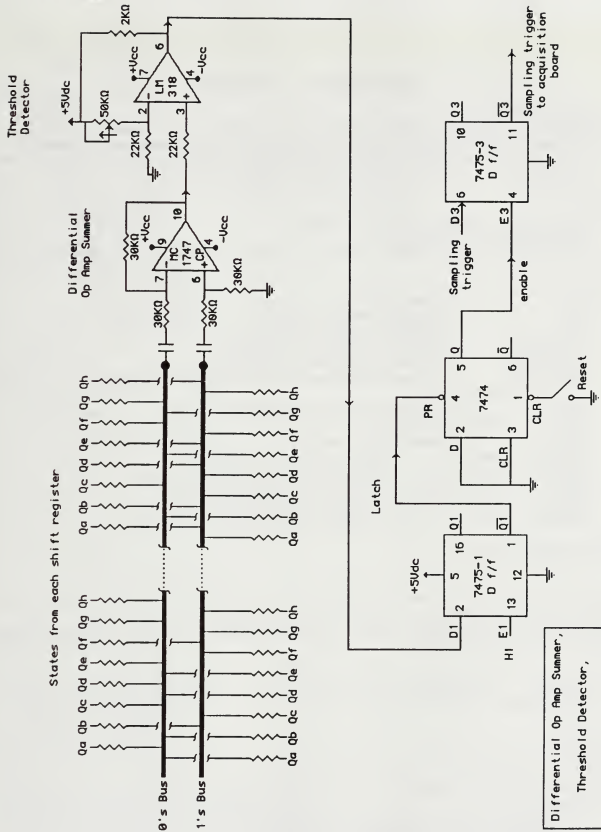 Threshold
Detector
+5Vdc
50KΩ
2KΩ
22KΩ
22KΩ
+Vcc
7
2
-
LM
318
6
3
+
4
-Vcc
Differential
Op Amp Summer
30KΩ
+Vcc
9
7
-
MC
1747
CP
10
6
+
4
-Vcc
30KΩ
30KΩ
30KΩ
States from each shift register
Qa Qb Qc Qd Qe Qf Qg Qh
Qa Qb Qc Qd Qe Qf Qg Qh
0's Bus
1's Bus
Qa Qb Qc Qd Qe Qf Qg Qh
Qa Qb Qc Qd Qe Qf Qg Qh
Latch
+5Vdc
D1
2
5
16
Q1
7475-1
D f/f
E1
13
12
1
Q1
HI
PR
4
D
2
5
Q
7474
CLR
3
1
6
Q
CLR
Reset
enable
Sampling
trigger
D3
6
10
Q3
7475-3
D f/f
E3
4
11
Q3
Sampling trigger
to acquisition
board
Differential Op Amp Summer,
Threshold Detector,